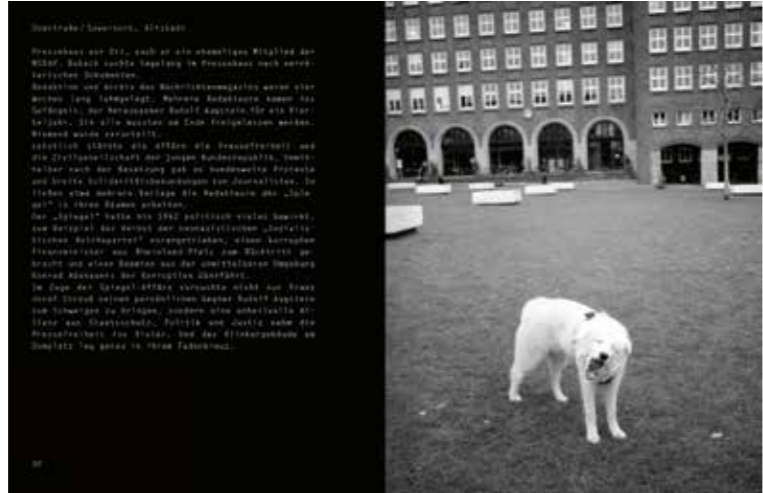 Domstraße/Speersort, Altstadt
Pressehaus vor Ort, auch er ein ehemaliges Mitglied der
NSDAP. Buback suchte tagelang im Pressehaus nach
Dokumenten.
Redaktion und Archiv des Nachrichtenmagazins waren vier
Wochen lang lahmgelegt. Mehrere Redakteure kamen ins
Gefängnis, der Herausgeber Rudolf Augstein für ein Vier-
teljahr. Sie alle mussten am Ende freigelassen werden.
Niemand wurde verurteilt.
stärkte die Affäre die Pressefreiheit und
die Zivilgesellschaft der jungen Bundesrepublik. Unmit-
telbar nach der Besetzung gab es bundesweite Proteste
und breite Solidaritätsbekundungen von Journalisten. So
ließen etwa mehrere Verlage die Redakteure des „Spie-
gel“ in ihren Räumen arbeiten.
Der „Spiegel“ hatte bis 1962 politisch vieles bewirkt,
zum Beispiel das Verbot der neonazistischen „Sozialis-
tischen Reichspartei“ vorangetrieben, einen korrupten
Finanzminister aus Rheinland-Pfalz zum Rücktritt ge-
bracht und einen Beamten aus der unmittelbaren Umgebung
Konrad Adenauers der Korruption überführt.
Im Zuge der Spiegel-Affäre versuchte nicht nur Franz
Josef Strauß seinen persönlichen Gegner Rudolf Augstein
zum Schweigen zu bringen, sondern eine unheilvolle Al-
lianz aus Staatsschutz, Politik und Justiz nahm die
Pressefreiheit ins Visier. Und das Klinkergebäude am
Domplatz lag genau in ihrem Fadenkreuz.